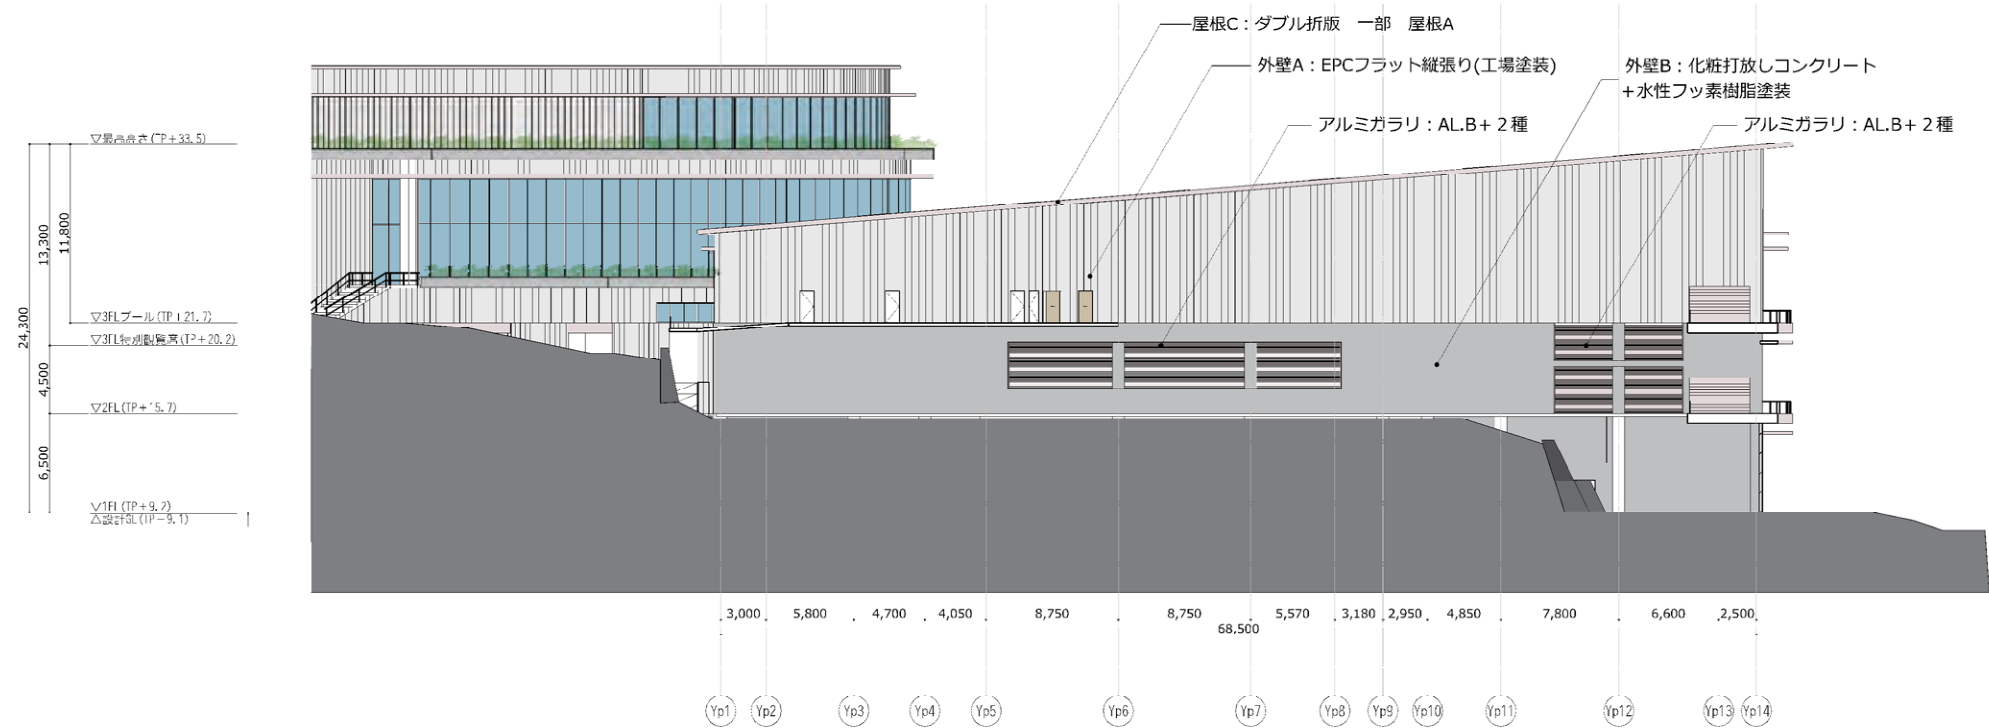 屋根C：ダブル折版　一部　屋根A
外壁A：EPCフラット縦張り(工場塗装)
外壁B：化粧打放しコンクリート
＋水性フッ素樹脂塗装
アルミガラリ：AL.B＋２種
アルミガラリ：AL.B＋２種
▽最高高さ(TP+33.5)
13,300
11,800
24,300
▽3FLプール(TP+21.7)
▽3FL特別観覧席(TP+20.2)
4,500
▽2FL(TP+15.7)
6,500
▽1FL(TP+9.2)
△設計GL(TP-9.1)
3,000 5,800 4,700 4,050 8,750 8,750 5,570 3,180 2,950 4,850 7,800 6,600 2,500
68,500
Yp1 Yp2 Yp3 Yp4 Yp5 Yp6 Yp7 Yp8 Yp9 Yp10 Yp11 Yp12 Yp13 Yp14